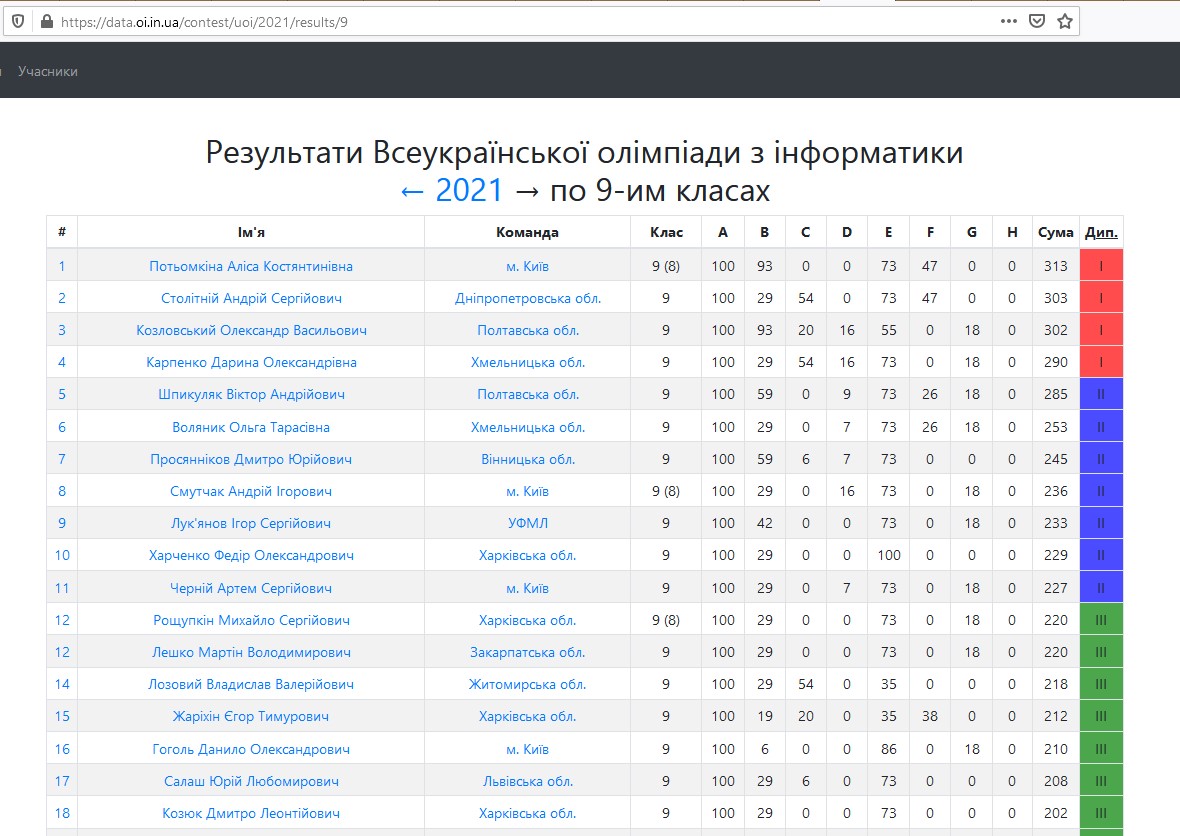 https://data.oi.in.ua/contest/uoi/2021/results/9
Учасники
Результати Всеукраїнської олімпіади з інформатики
← 2021 → по 9-им класах
# Ім'я Команда Клас A B C D E F G H Сума Дип.
1 Потьомкіна Аліса Костянтинівна м. Київ 9 (8) 100 93 0 0 73 47 0 0 313 I
2 Столітній Андрій Сергійович Дніпропетровська обл. 9 100 29 54 0 73 47 0 0 303 I
3 Козловський Олександр Васильович Полтавська обл. 9 100 93 20 16 55 0 18 0 302 I
4 Карпенко Дарина Олександрівна Хмельницька обл. 9 100 29 54 16 73 0 18 0 290 I
5 Шпикуляк Віктор Андрійович Полтавська обл. 9 100 59 0 9 73 26 18 0 285 II
6 Воляник Ольга Тарасівна Хмельницька обл. 9 100 29 0 7 73 26 18 0 253 II
7 Просянніков Дмитро Юрійович Вінницька обл. 9 100 59 6 7 73 0 0 0 245 II
8 Смутчак Андрій Ігорович м. Київ 9 (8) 100 29 0 16 73 0 18 0 236 II
9 Лук'янов Ігор Сергійович УФМЛ 9 100 42 0 0 73 0 18 0 233 II
10 Харченко Федір Олександрович Харківська обл. 9 100 29 0 0 100 0 0 0 229 II
11 Черній Артем Сергійович м. Київ 9 100 29 0 7 73 0 18 0 227 II
12 Рощупкін Михайло Сергійович Харківська обл. 9 (8) 100 29 0 0 73 0 18 0 220 III
12 Лешко Мартін Володимирович Закарпатська обл. 9 100 29 0 0 73 0 18 0 220 III
14 Лозовий Владислав Валерійович Житомирська обл. 9 100 29 54 0 35 0 0 0 218 III
15 Жаріхін Єгор Тимурович Харківська обл. 9 100 19 20 0 35 38 0 0 212 III
16 Гоголь Данило Олександрович м. Київ 9 100 6 0 0 86 0 18 0 210 III
17 Салаш Юрій Любомирович Львівська обл. 9 100 29 6 0 73 0 0 0 208 III
18 Козюк Дмитро Леонтійович Харківська обл. 9 100 29 0 0 73 0 0 0 202 III